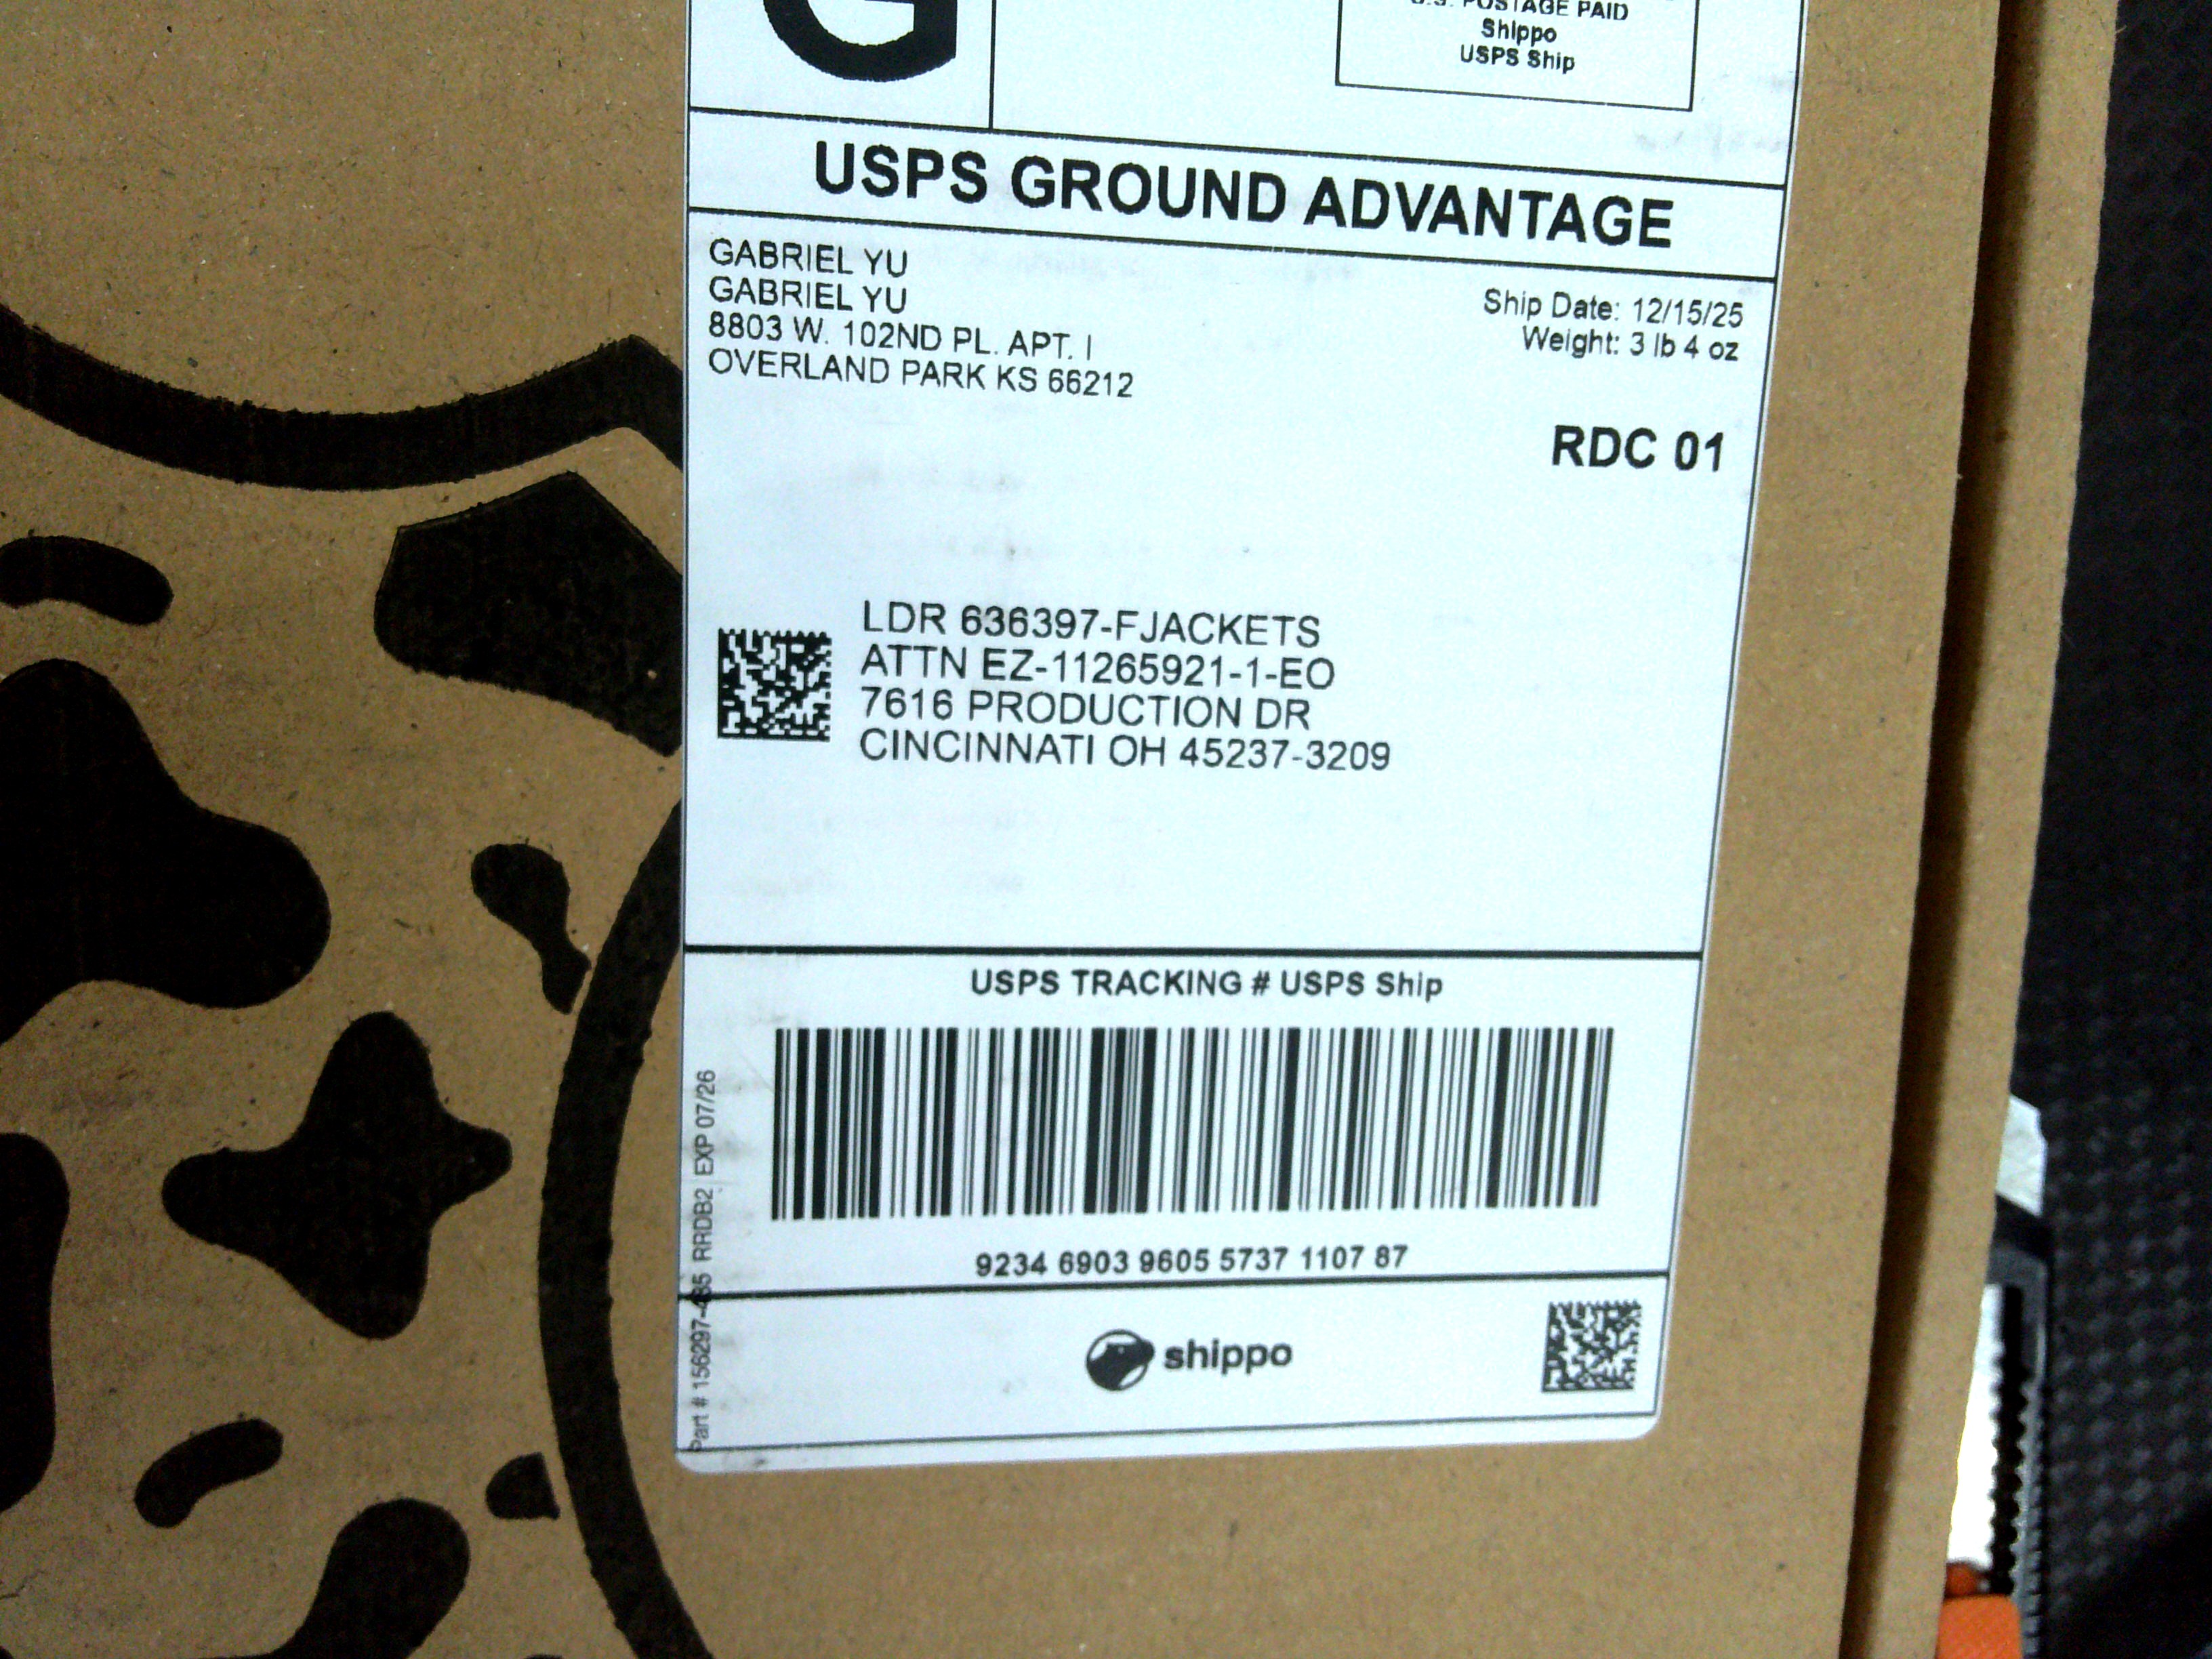 G
U.S. POSTAGE PAID
Shippo
USPS Ship
USPS GROUND ADVANTAGE
GABRIEL YU
GABRIEL YU
8803 W. 102ND PL. APT. I
OVERLAND PARK KS 66212
Ship Date: 12/15/25
Weight: 3 lb 4 oz
RDC 01
LDR 636397-FJACKETS
ATTN EZ-11265921-1-EO
7616 PRODUCTION DR
CINCINNATI OH 45237-3209
USPS TRACKING # USPS Ship
9234 6903 9605 5737 1107 87
shippo
Part # 156297-435 RRDB2 EXP 07/26